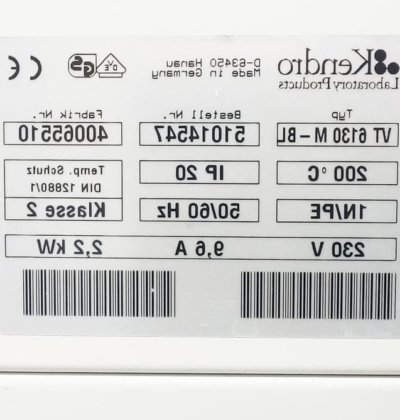 Kendro
Laboratory Products
D-63450 Hanau
Made in Germany
DVE GS CE
Typ Bestell Nr. Fabrik Nr.
VT 6130 M - BL 51014547 40065510
200 °C IP 20 Temp. Schutz
DIN 12880/1
1N/PE 50/60 Hz Klasse 2
230 V 9,6 A 2,2 kW